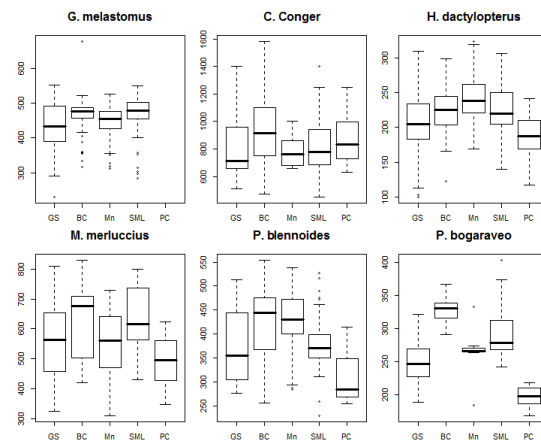 G. melastomus
C. Conger
H. dactylopterus
300 400 500 600
600 800 1000 1200 1400 1600
100 150 200 250 300
GS BC Mn SML PC
GS BC Mn SML PC
GS BC Mn SML PC
M. merluccius
P. blennoides
P. bogaraveo
300 400 500 600 700 800
250 300 350 400 450 500 550
200 250 300 350 400
GS BC Mn SML PC
GS BC Mn SML PC
GS BC Mn SML PC